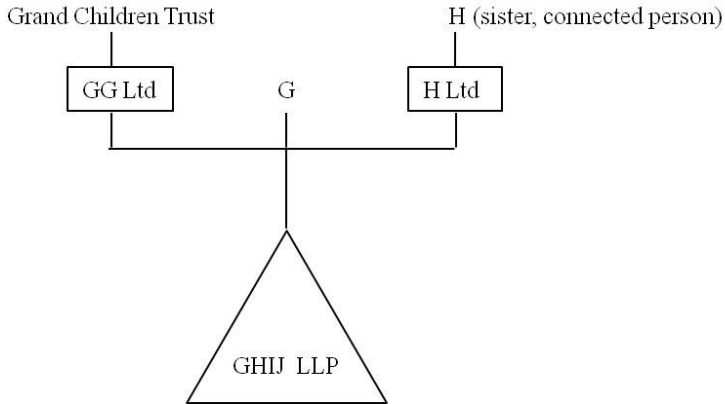 Grand Children Trust
H (sister, connected person)
GG Ltd
G
H Ltd
GHIJ LLP